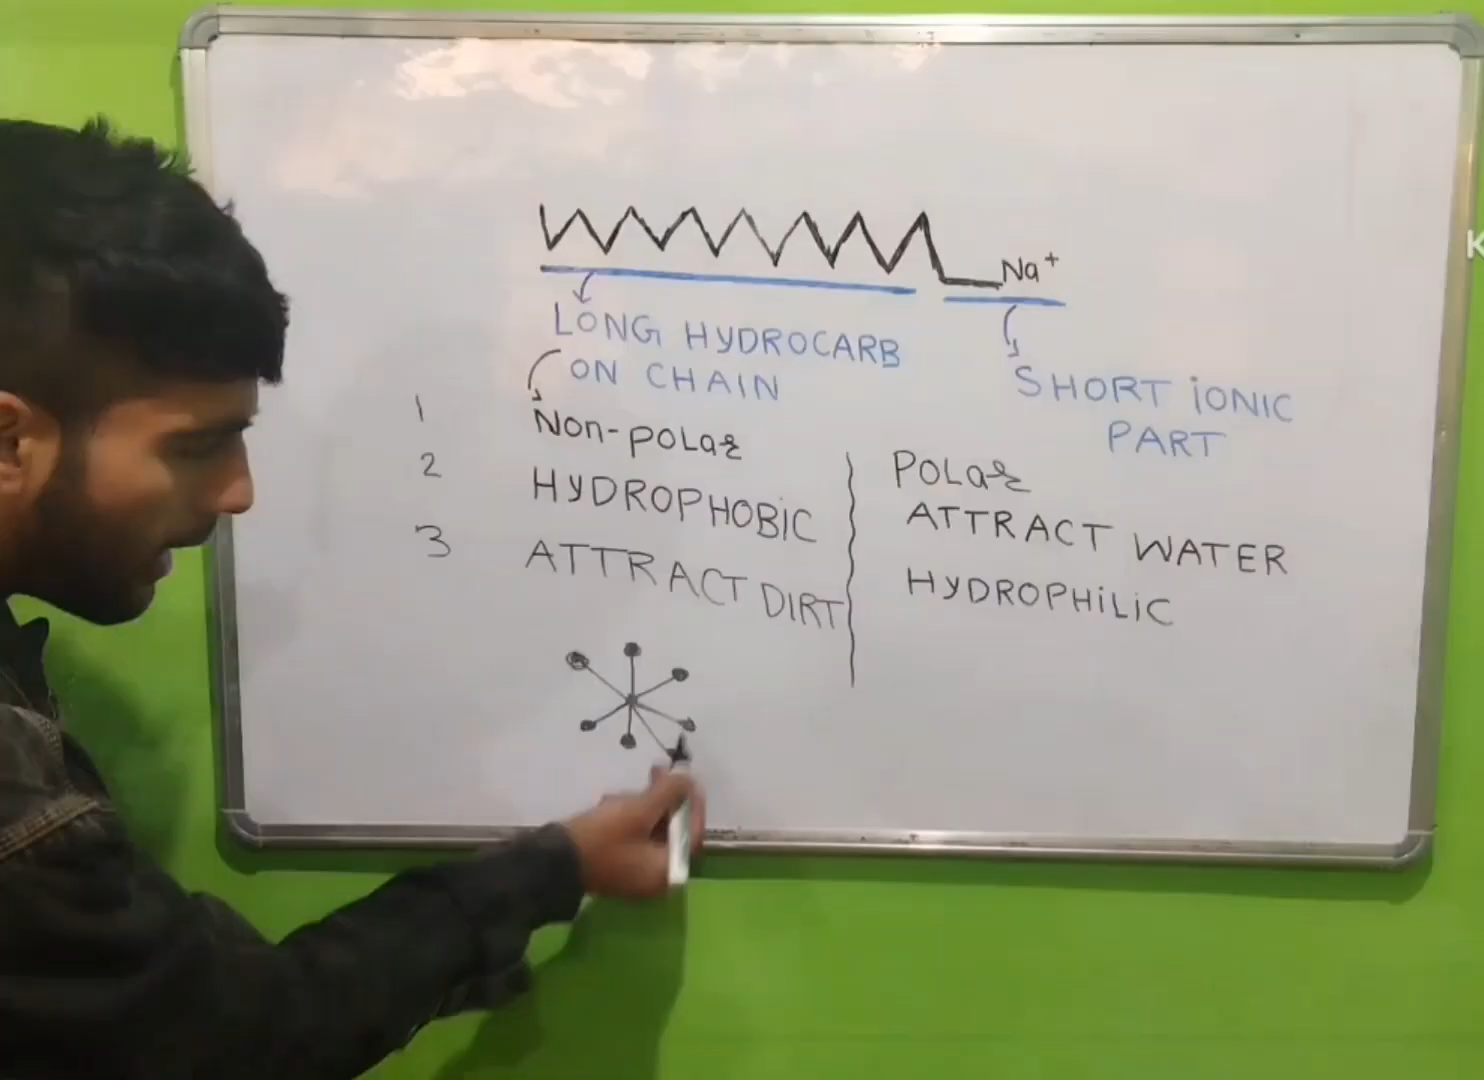 Na+
LONG HYDROCARB
ON CHAIN
SHORT iONIC
PART
1 Non-polar
Polar
2 HYDROPHOBIC
ATTRACT WATER
3 ATTRACT DIRT
HYDROPHiLiC
K